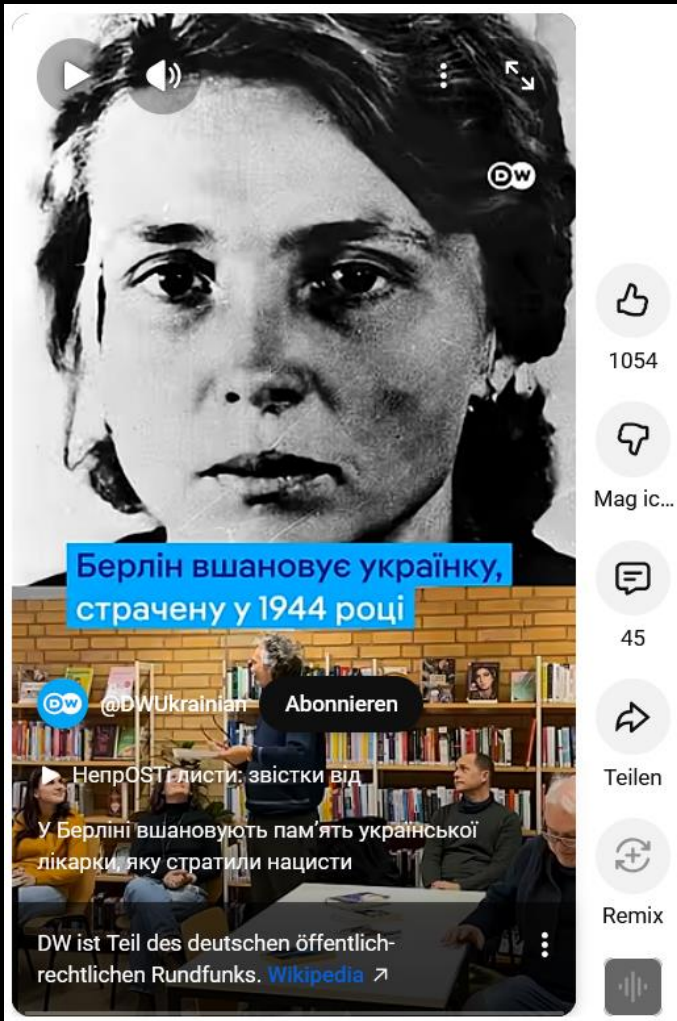 DW
1054
Mag ic...
Берлін вшановує українку,
страчену у 1944 році
45
DW @DWUkrainian Abonnieren
НепрOSTі листи: звістки від
Teilen
У Берліні вшановують пам’ять української
лікарки, яку стратили нацисти
Remix
DW ist Teil des deutschen öffentlich-
rechtlichen Rundfunks. Wikipedia ↗